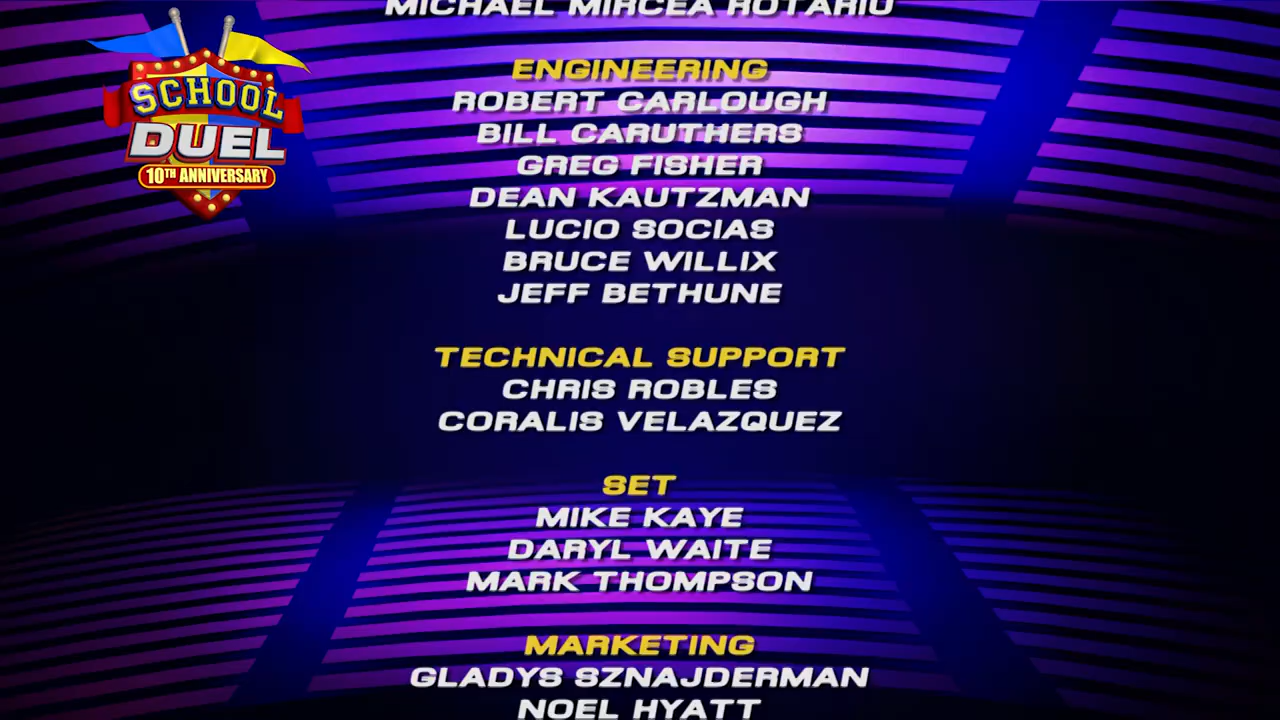 MICHAEL MIRCEA ROTARIU
SCHOOL
DUEL
10TH ANNIVERSARY
ENGINEERING
ROBERT CARLOUGH
BILL CARUTHERS
GREG FISHER
DEAN KAUTZMAN
LUCIO SOCIAS
BRUCE WILLIX
JEFF BETHUNE
TECHNICAL SUPPORT
CHRIS ROBLES
CORALIS VELAZQUEZ
SET
MIKE KAYE
DARYL WAITE
MARK THOMPSON
MARKETING
GLADYS SZNAJDERMAN
NOEL HYATT